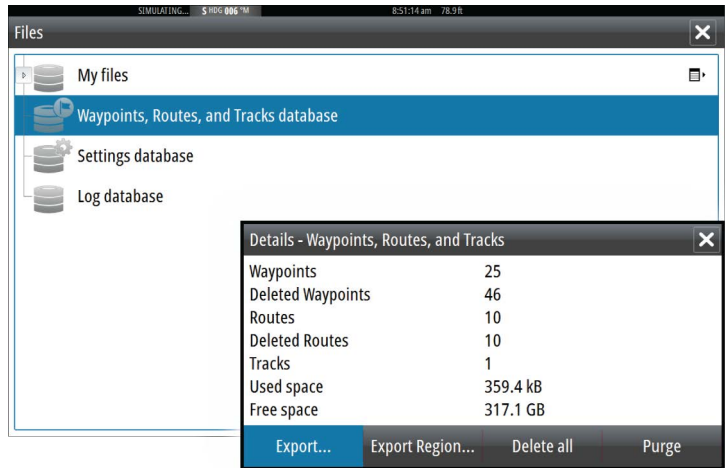 SIMULATING... S HDG 006 °M 8:51:14 am 78.9 ft
Files
My files
Waypoints, Routes, and Tracks database
Settings database
Log database
Details - Waypoints, Routes, and Tracks
Waypoints 25
Deleted Waypoints 46
Routes 10
Deleted Routes 10
Tracks 1
Used space 359.4 kB
Free space 317.1 GB
Export... Export Region... Delete all Purge